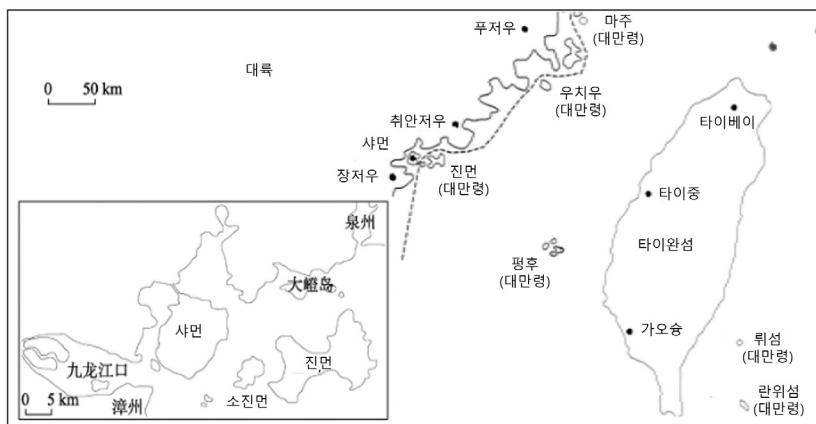 푸저우
마주
(대만령)
대륙
0 50 km
우치우
(대만령)
타이베이
취안저우
샤먼
진먼
(대만령)
장저우
타이중
泉州
타이완섬
펑후
(대만령)
大嶝岛
샤먼
가오슝
뤼섬
(대만령)
진,먼
九龙江口
소진먼
란위섬
(대만령)
0 5 km
漳州